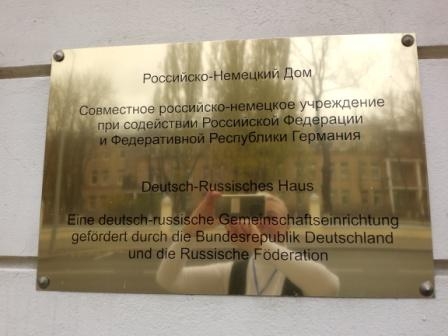 Российско-Немецкий Дом
Совместное российско-немецкое учреждение
при содействии Российской Федерации
и Федеративной Республики Германия
Deutsch-Russisches Haus
Eine deutsch-russische Gemeinschaftseinrichtung
gefördert durch die Bundesrepublik Deutschland
und die Russische Föderation